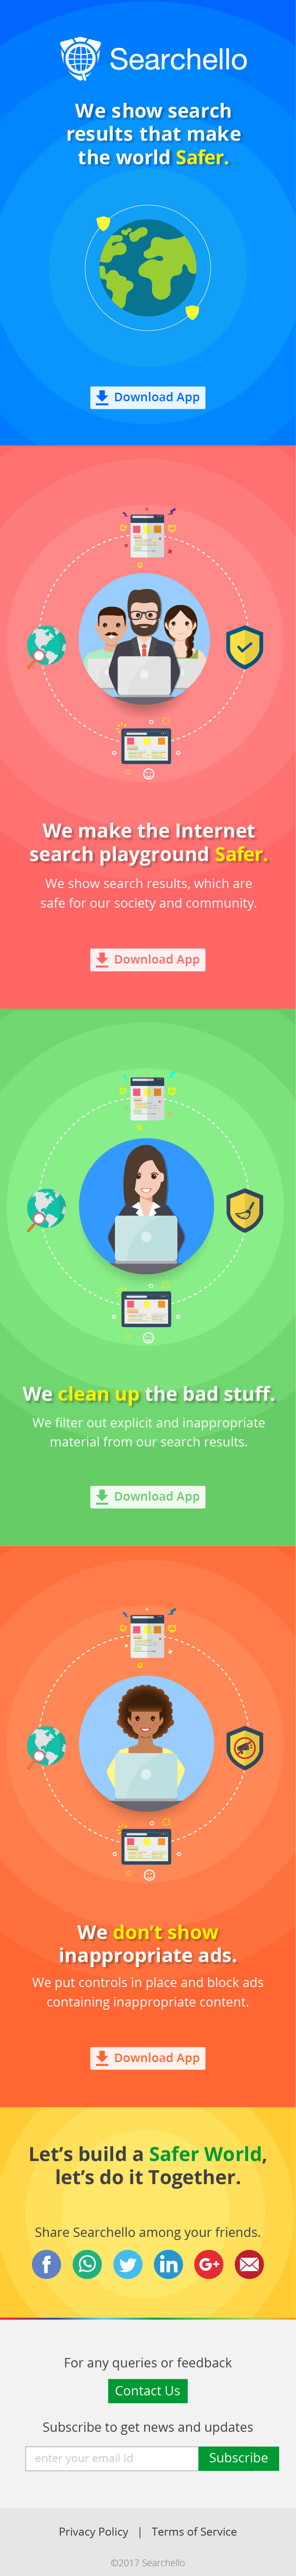 Searchello
We show search
results that make
the world Safer.
Download App
We make the Internet
search playground Safer.
We show search results, which are
safe for our society and community.
Download App
We clean up the bad stuff.
We filter out explicit and inappropriate
material from our search results.
Download App
We don't show
inappropriate ads.
We put controls in place and block ads
containing inappropriate content.
Download App
Let's build a Safer World,
let's do it Together.
Share Searchello among your friends.
f in G+
For any queries or feedback
Contact Us
Subscribe to get news and updates
enter your email Id Subscribe
Privacy Policy | Terms of Service
©2017 Searchello